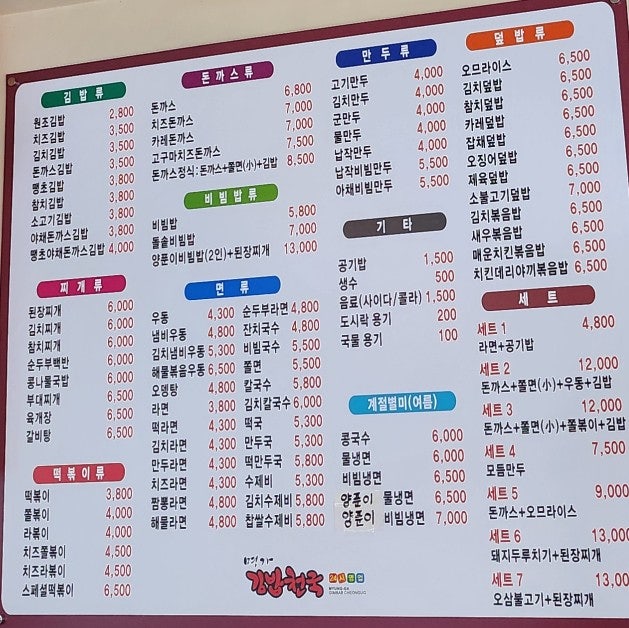 김밥류
원조김밥 2,800
치즈김밥 3,500
김치김밥 3,500
돈까스김밥 3,500
땡초김밥 3,800
참치김밥 3,800
소고기김밥 3,800
야채돈까스김밥 3,800
땡초야채돈까스김밥 4,000
찌개류
된장찌개 6,000
김치찌개 6,000
참치찌개 6,000
순두부백반 6,000
콩나물국밥 6,000
부대찌개 6,500
육개장 6,500
갈비탕 6,500
떡볶이류
떡볶이 3,800
쫄볶이 4,000
라볶이 4,000
치즈쫄볶이 4,500
치즈라볶이 4,500
스페셜떡볶이 6,500
돈까스류
돈까스 6,800
치즈돈까스 7,000
카레돈까스 7,000
고구마치즈돈까스 7,500
돈까스정식:돈까스+쫄면(小)+김밥 8,500
비빔밥류
비빔밥 5,800
돌솥비빔밥 7,000
양푼이비빔밥(2인)+된장찌개 13,000
면류
우동 4,300
냄비우동 4,800
김치냄비우동 5,300
해물볶음우동 6,500
오뎅탕 4,800
라면 3,800
떡라면 4,300
김치라면 4,300
만두라면 4,300
치즈라면 4,300
짬뽕라면 4,800
해물라면 4,800
순두부라면 4,800
잔치국수 4,800
비빔국수 5,500
쫄면 5,500
칼국수 5,800
김치칼국수 6,000
떡국 5,300
만두국 5,300
떡만두국 5,800
수제비 5,300
김치수제비 5,800
찹쌀수제비 5,800
만두류
고기만두 4,000
김치만두 4,000
군만두 4,000
물만두 4,000
납작만두 4,000
납작비빔만두 5,500
야채비빔만두 5,500
기타
공기밥 1,500
생수 500
음료(사이다/콜라) 1,500
도시락 용기 200
국물 용기 100
계절별미(여름)
콩국수 6,000
물냉면 6,000
비빔냉면 6,500
양푼이 물냉면 6,500
양푼이 비빔냉면 7,000
덮밥류
오므라이스 6,500
김치덮밥 6,500
참치덮밥 6,500
카레덮밥 6,500
잡채덮밥 6,500
오징어덮밥 6,500
제육덮밥 6,500
소불고기덮밥 7,000
김치볶음밥 6,500
새우볶음밥 6,500
매운치킨볶음밥 6,500
치킨데리야끼볶음밥 6,500
세트
세트 1 4,800
라면+공기밥
세트 2 12,000
돈까스+쫄면(小)+우동+김밥
세트 3 12,000
돈까스+쫄면(小)+쫄볶이+김밥
세트 4 7,500
모듬만두
세트 5 9,000
돈까스+오므라이스
세트 6 13,00
돼지두루치기+된장찌개
세트 7 13,00
오삼불고기+된장찌개
명가
김밥천국
24시영업
MYUNG-GA
GIMBAB CHEONGUG